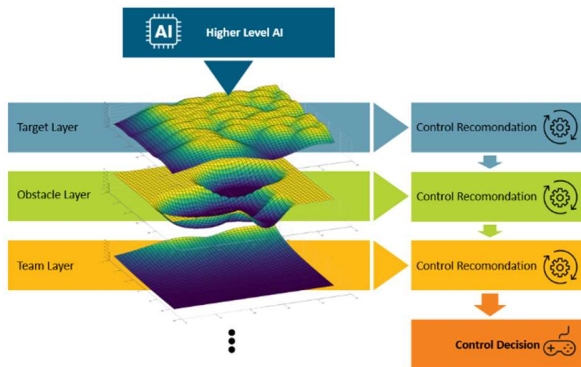 AI Higher Level AI
Target Layer
Control Recomondation
Obstacle Layer
Control Recomondation
Team Layer
Control Recomondation
Control Decision